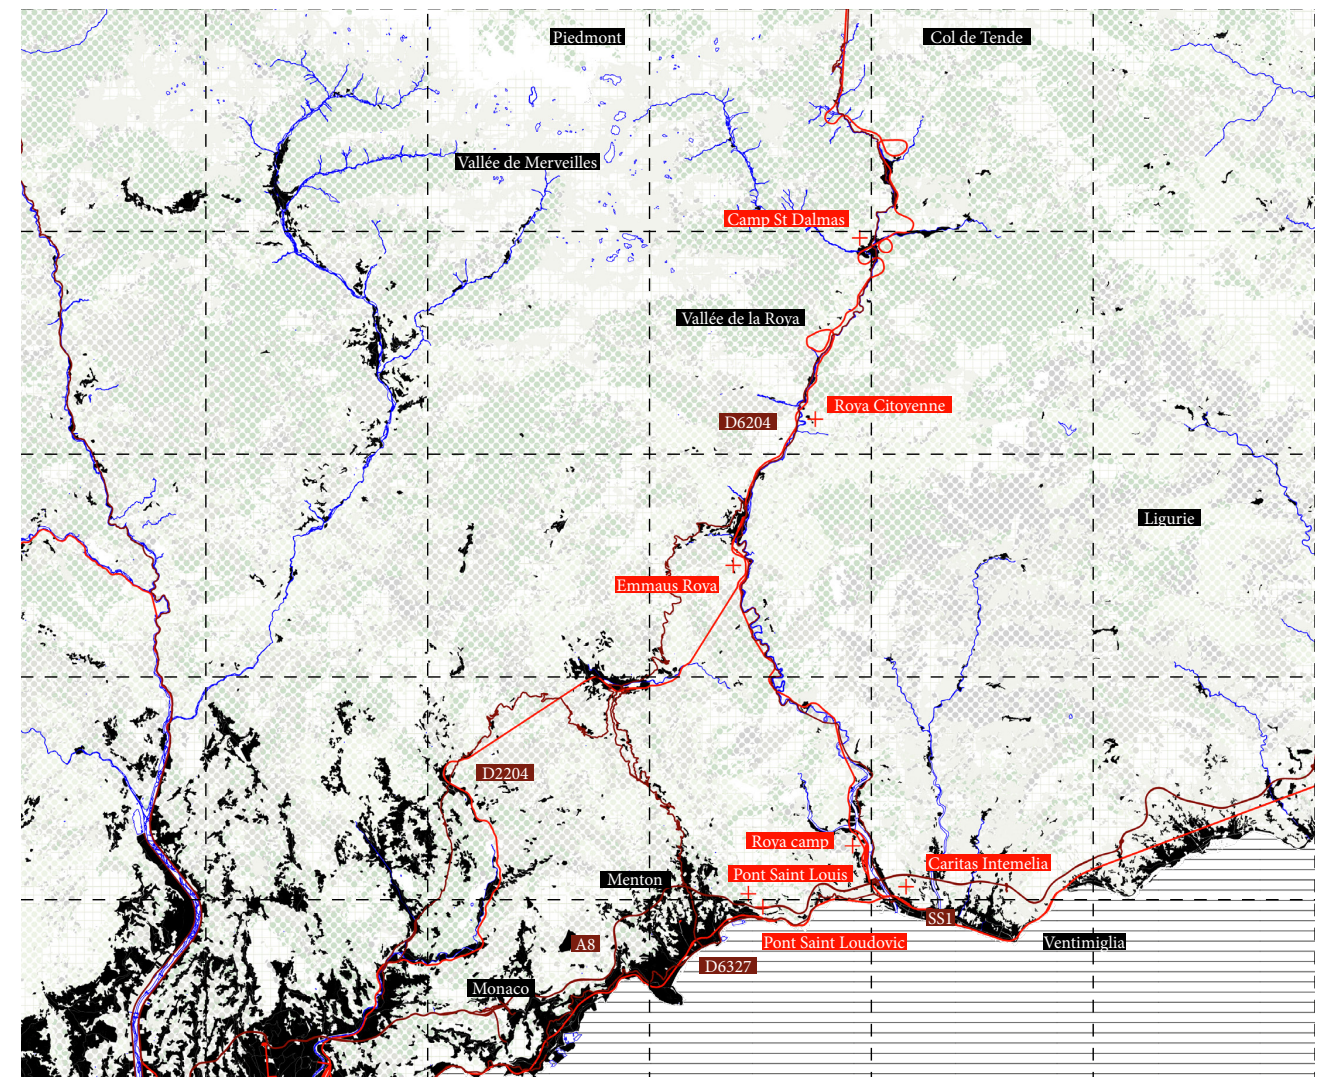 Piedmont
Col de Tende
Vallée de Merveilles
Camp St Dalmas
Vallée de la Roya
Roya Citoyenne
D6204
Ligurie
Emmaus Roya
D2204
Roya camp
Caritas Intemelia
Pont Saint Louis
Menton
SS1
A8
Pont Saint Loudovic
Ventimiglia
D6327
Monaco